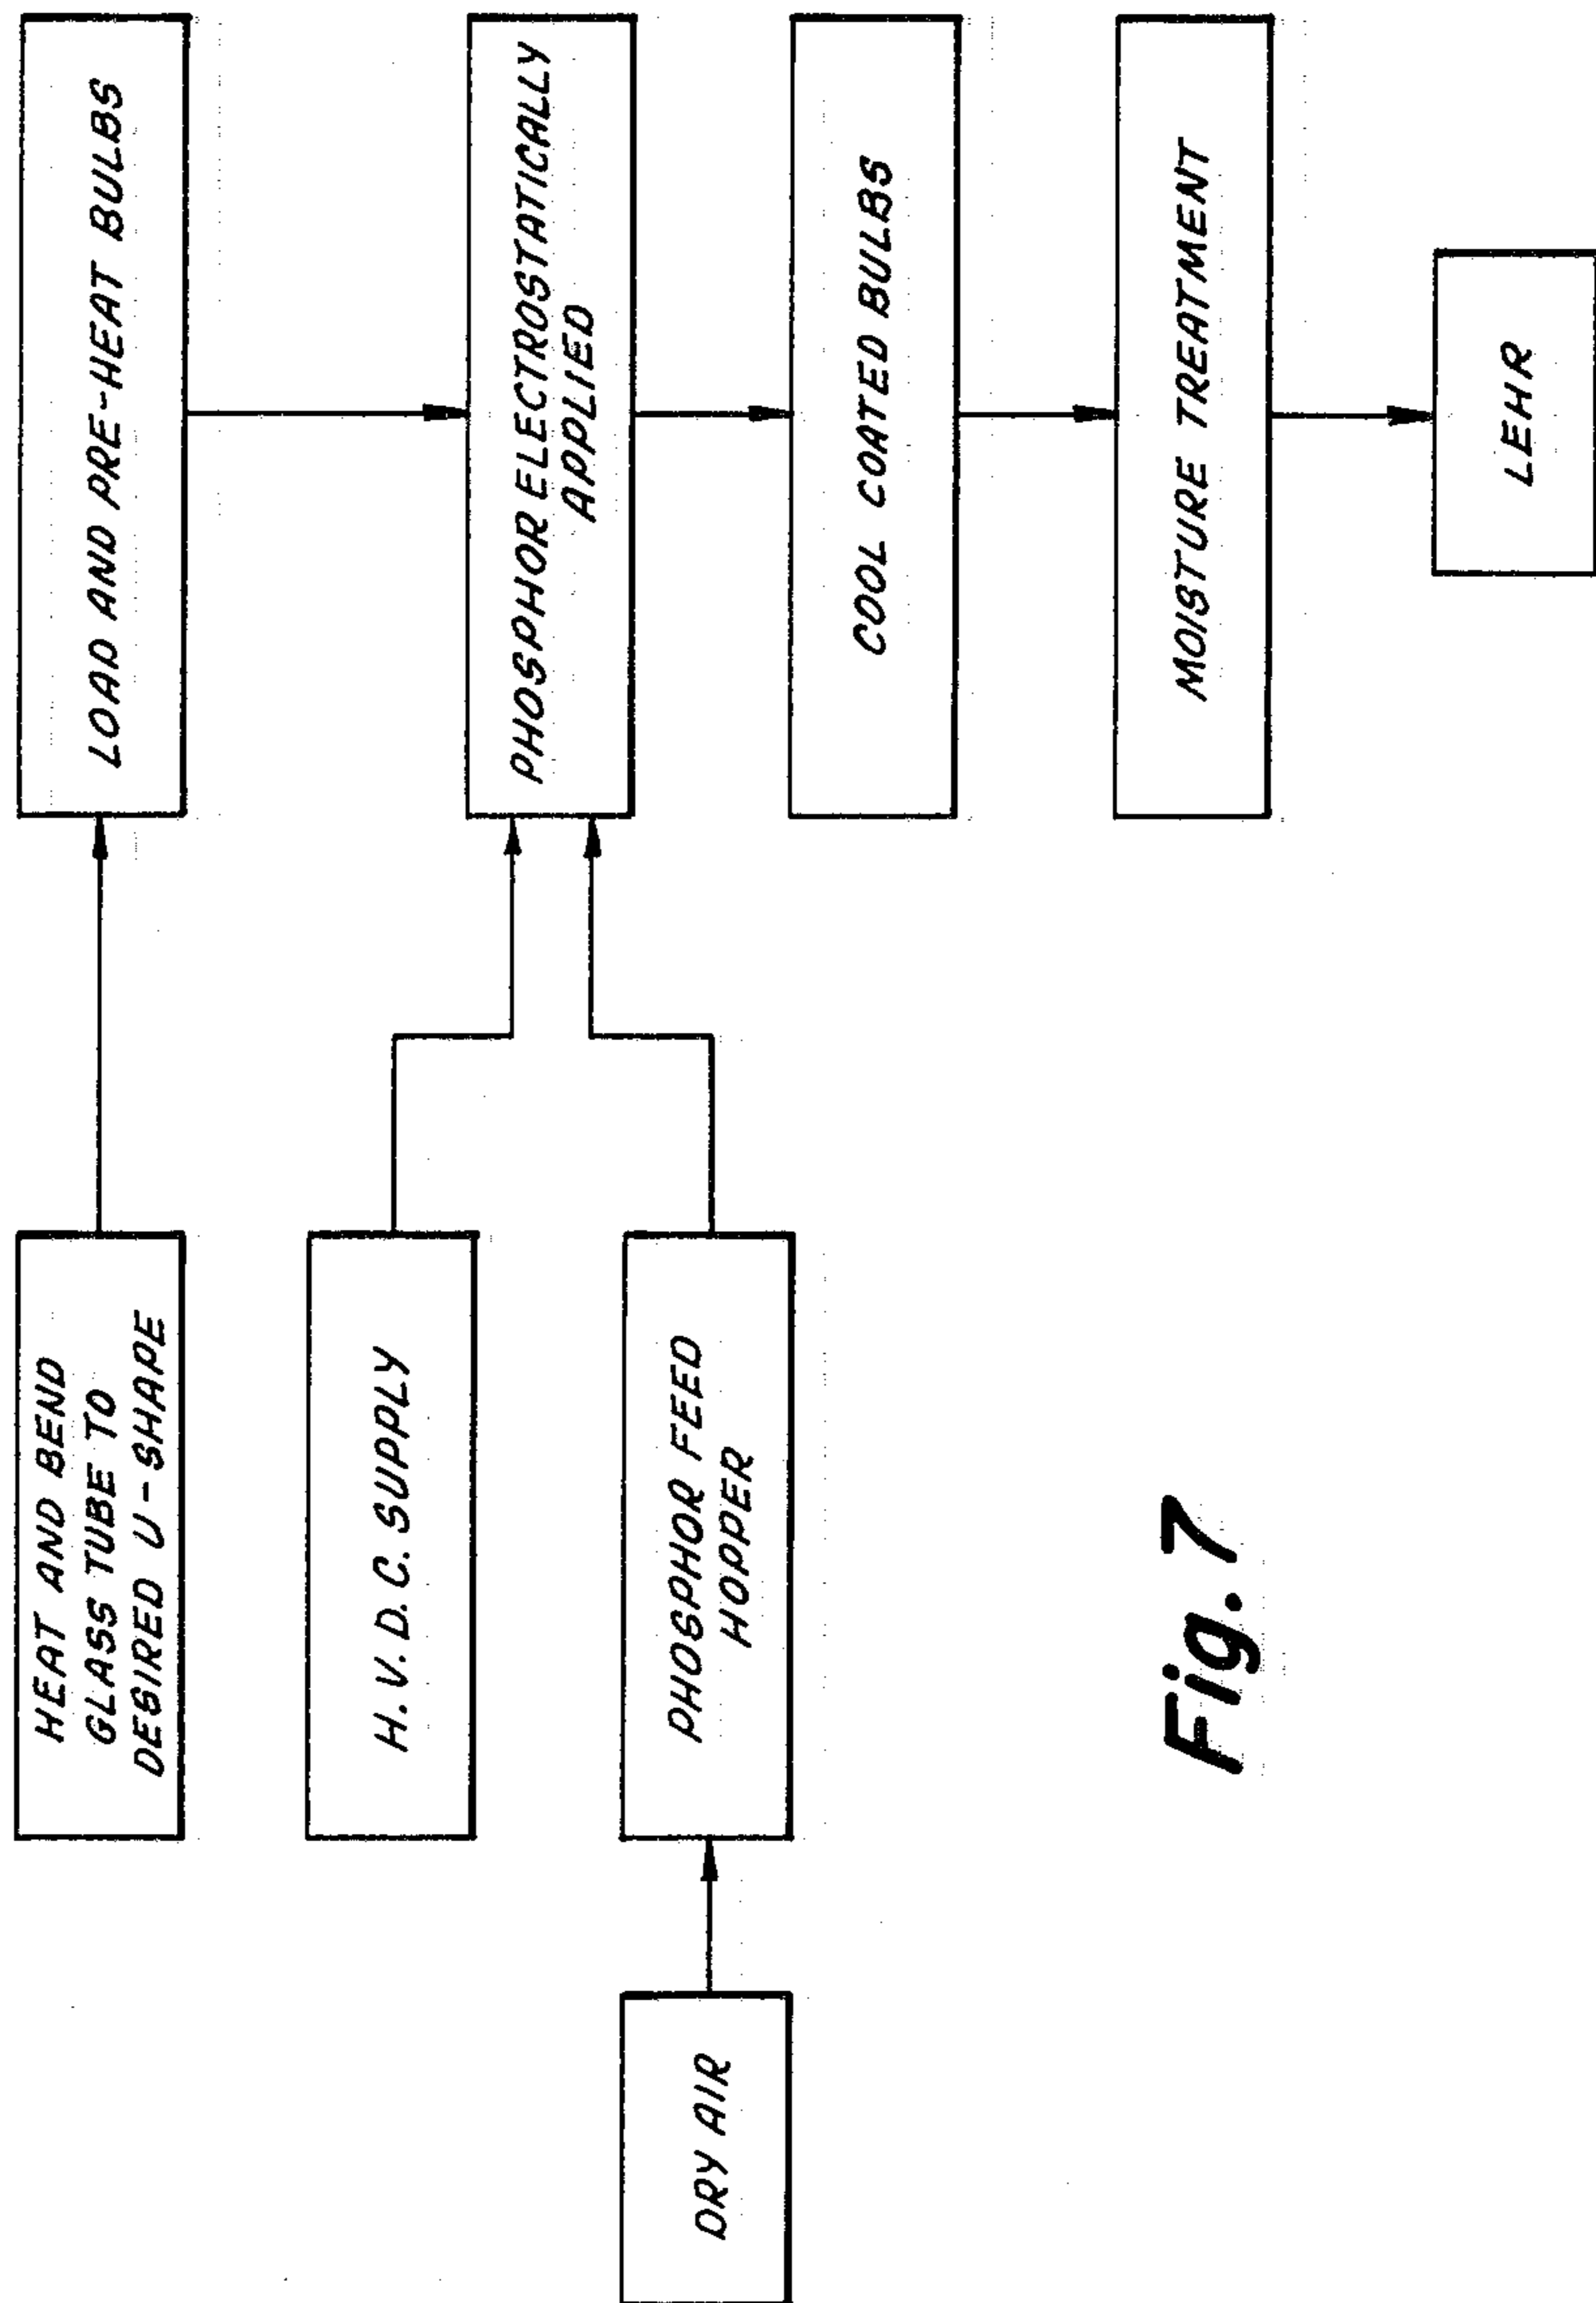 HEAT AND BEND
GLASS TUBE TO
DESIRED U-SHAPE
LOAD AND PRE-HEAT BULBS
H.V. D.C. SUPPLY
PHOSPHOR ELECTROSTATICALLY
APPLIED
DRY AIR
PHOSPHOR FEED
HOPPER
COOL COATED BULBS
MOISTURE TREATMENT
LEHR
Fig. 7